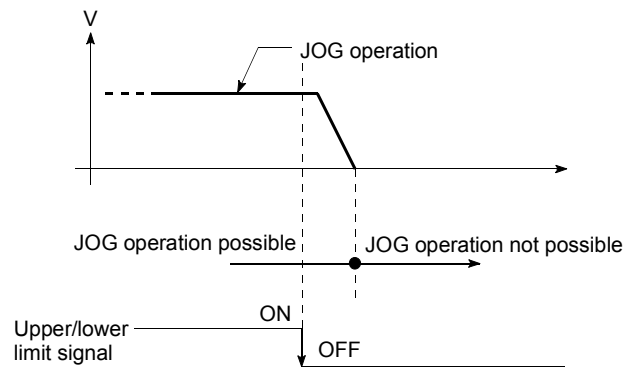 V
JOG operation
JOG operation possible
JOG operation not possible
ON
Upper/lower
limit signal
OFF